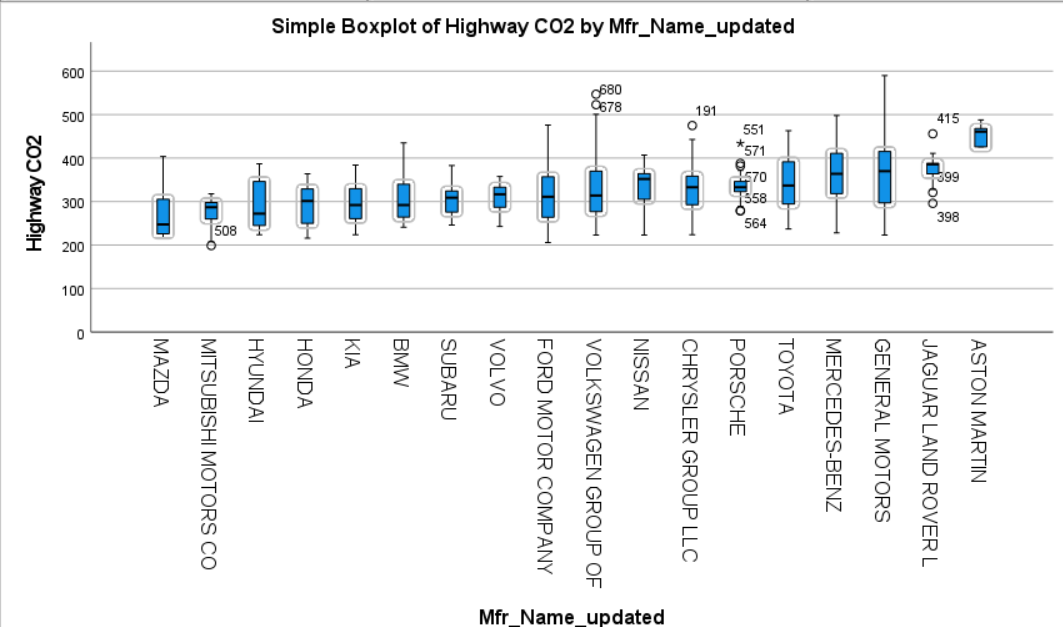 Simple Boxplot of Highway CO2 by Mfr_Name_updated
Highway CO2
600
500
400
300
200
100
0
508
680
678
191
551
571
570
558
564
415
399
398
MAZDA
MITSUBISHI MOTORS CO
HYUNDAI
HONDA
KIA
BMW
SUBARU
VOLVO
FORD MOTOR COMPANY
VOLKSWAGEN GROUP OF
NISSAN
CHRYSLER GROUP LLC
PORSCHE
TOYOTA
MERCEDES-BENZ
GENERAL MOTORS
JAGUAR LAND ROVER L
ASTON MARTIN
Mfr_Name_updated